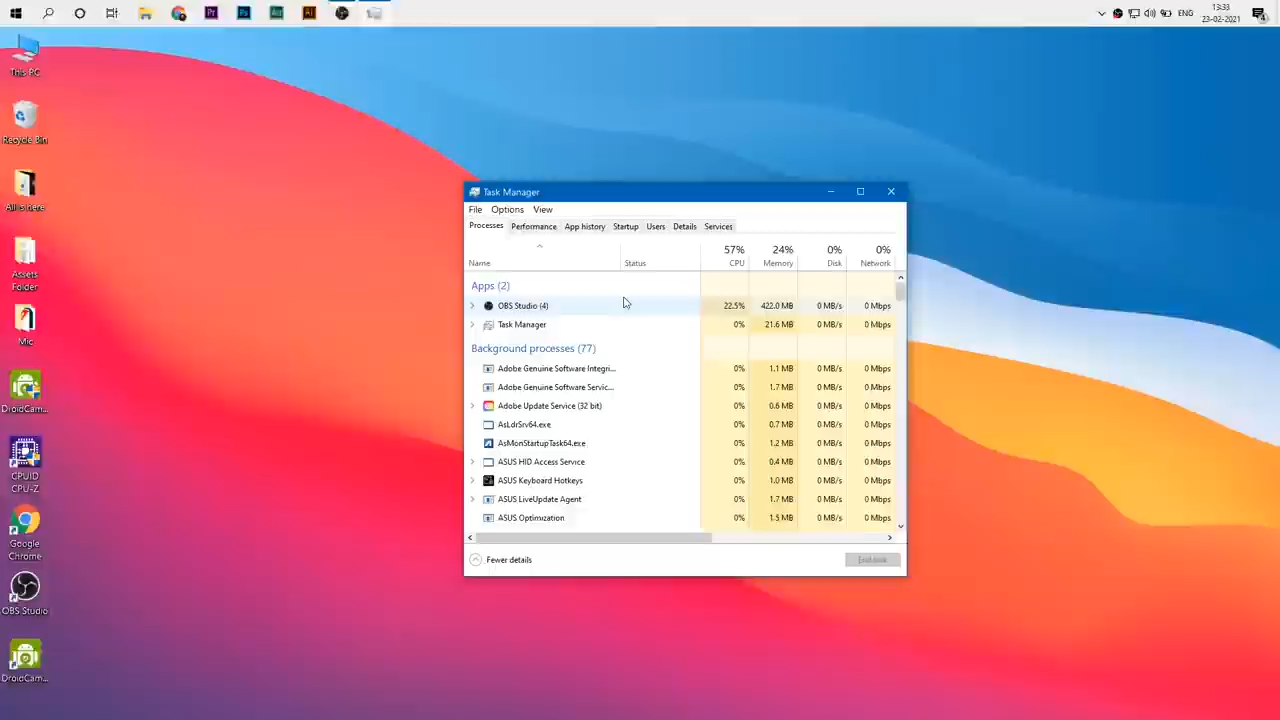 Pr
Ps
Ai
ENG
13:33
23-02-2021
This PC
Recycle Bin
All is here
Assets
Folder
Mic
DroidCam...
CPUID
CPU-Z
Google
Chrome
OBS Studio
DroidCam...
Task Manager
File Options View
Processes Performance App history Startup Users Details Services
57% 24% 0% 0%
Name Status CPU Memory Disk Network
Apps (2)
OBS Studio (4) 22.5% 422.0 MB 0 MB/s 0 Mbps
Task Manager 0% 21.6 MB 0 MB/s 0 Mbps
Background processes (77)
Adobe Genuine Software Integri... 0% 1.1 MB 0 MB/s 0 Mbps
Adobe Genuine Software Servic... 0% 1.7 MB 0 MB/s 0 Mbps
Adobe Update Service (32 bit) 0% 0.6 MB 0 MB/s 0 Mbps
AsLdrSrv64.exe 0% 0.7 MB 0 MB/s 0 Mbps
AsMonStartupTask64.exe 0% 1.2 MB 0 MB/s 0 Mbps
ASUS HID Access Service 0% 0.4 MB 0 MB/s 0 Mbps
ASUS Keyboard Hotkeys 0% 1.0 MB 0 MB/s 0 Mbps
ASUS LiveUpdate Agent 0% 1.7 MB 0 MB/s 0 Mbps
ASUS Optimization 0% 1.5 MB 0 MB/s 0 Mbps
Fewer details End task